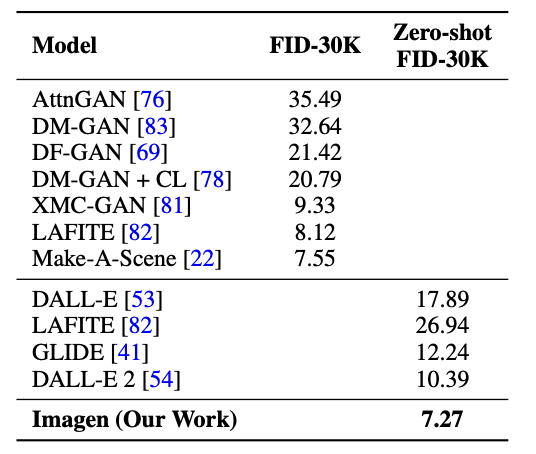 Model FID-30K Zero-shot FID-30K
AttnGAN [76] 35.49
DM-GAN [83] 32.64
DF-GAN [69] 21.42
DM-GAN + CL [78] 20.79
XMC-GAN [81] 9.33
LAFITE [82] 8.12
Make-A-Scene [22] 7.55
DALL-E [53] 17.89
LAFITE [82] 26.94
GLIDE [41] 12.24
DALL-E 2 [54] 10.39
Imagen (Our Work) 7.27